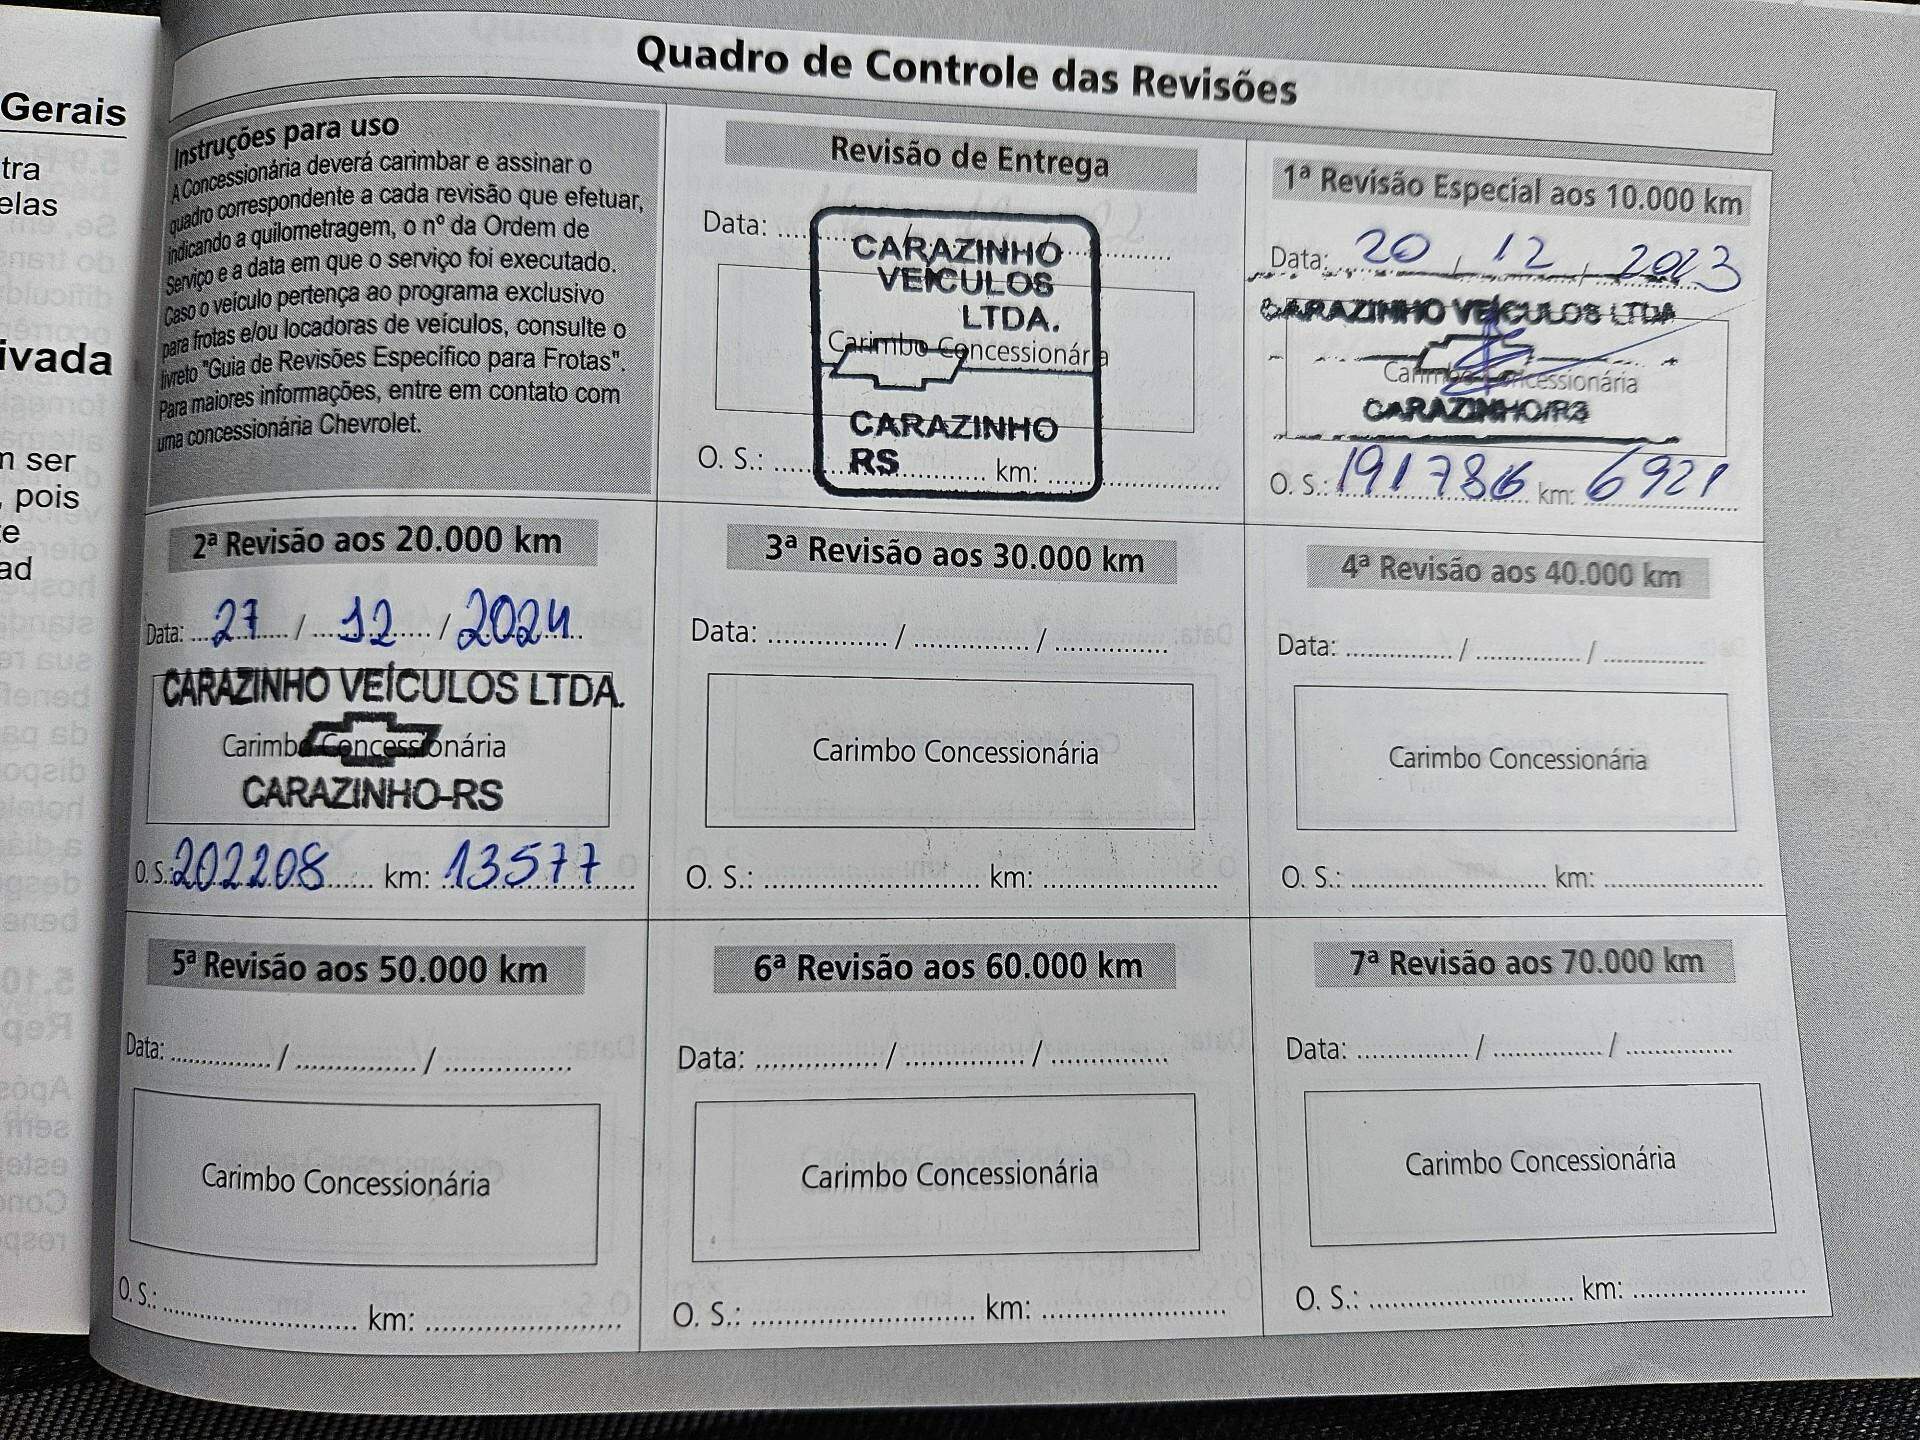 Gerais
tra
elas
ivada
n ser
, pois
te
ad
Quadro de Controle das Revisões
Instruções para uso
A Concessionária deverá carimbar e assinar o
quadro correspondente a cada revisão que efetuar,
indicando a quilometragem, o nº da Ordem de
Serviço e a data em que o serviço foi executado.
Caso o veículo pertença ao programa exclusivo
para frotas e/ou locadoras de veículos, consulte o
livreto "Guia de Revisões Específico para Frotas".
Para maiores informações, entre em contato com
uma concessionária Chevrolet.
Revisão de Entrega
Data:
CARAZINHO
VEÍCULOS
LTDA.
Carimbo Concessionária
CARAZINHO
RS
O. S.: km:
1ª Revisão Especial aos 10.000 km
Data: 20 / 12 / 2023
CARAZINHO VEÍCULOS LTDA
Carimbo Concessionária
CARAZINHO/RS
O. S.: 191786 km: 6921
2ª Revisão aos 20.000 km
Data: 27 / 12 / 2024
CARAZINHO VEÍCULOS LTDA.
Carimbo Concessionária
CARAZINHO-RS
O. S.: 202208 km: 13577
3ª Revisão aos 30.000 km
Data: / /
Carimbo Concessionária
O. S.: km:
4ª Revisão aos 40.000 km
Data: / /
Carimbo Concessionária
O. S.: km:
5ª Revisão aos 50.000 km
Data: / /
Carimbo Concessionária
O. S.: km:
6ª Revisão aos 60.000 km
Data: / /
Carimbo Concessionária
O. S.: km:
7ª Revisão aos 70.000 km
Data: / /
Carimbo Concessionária
O. S.: km: